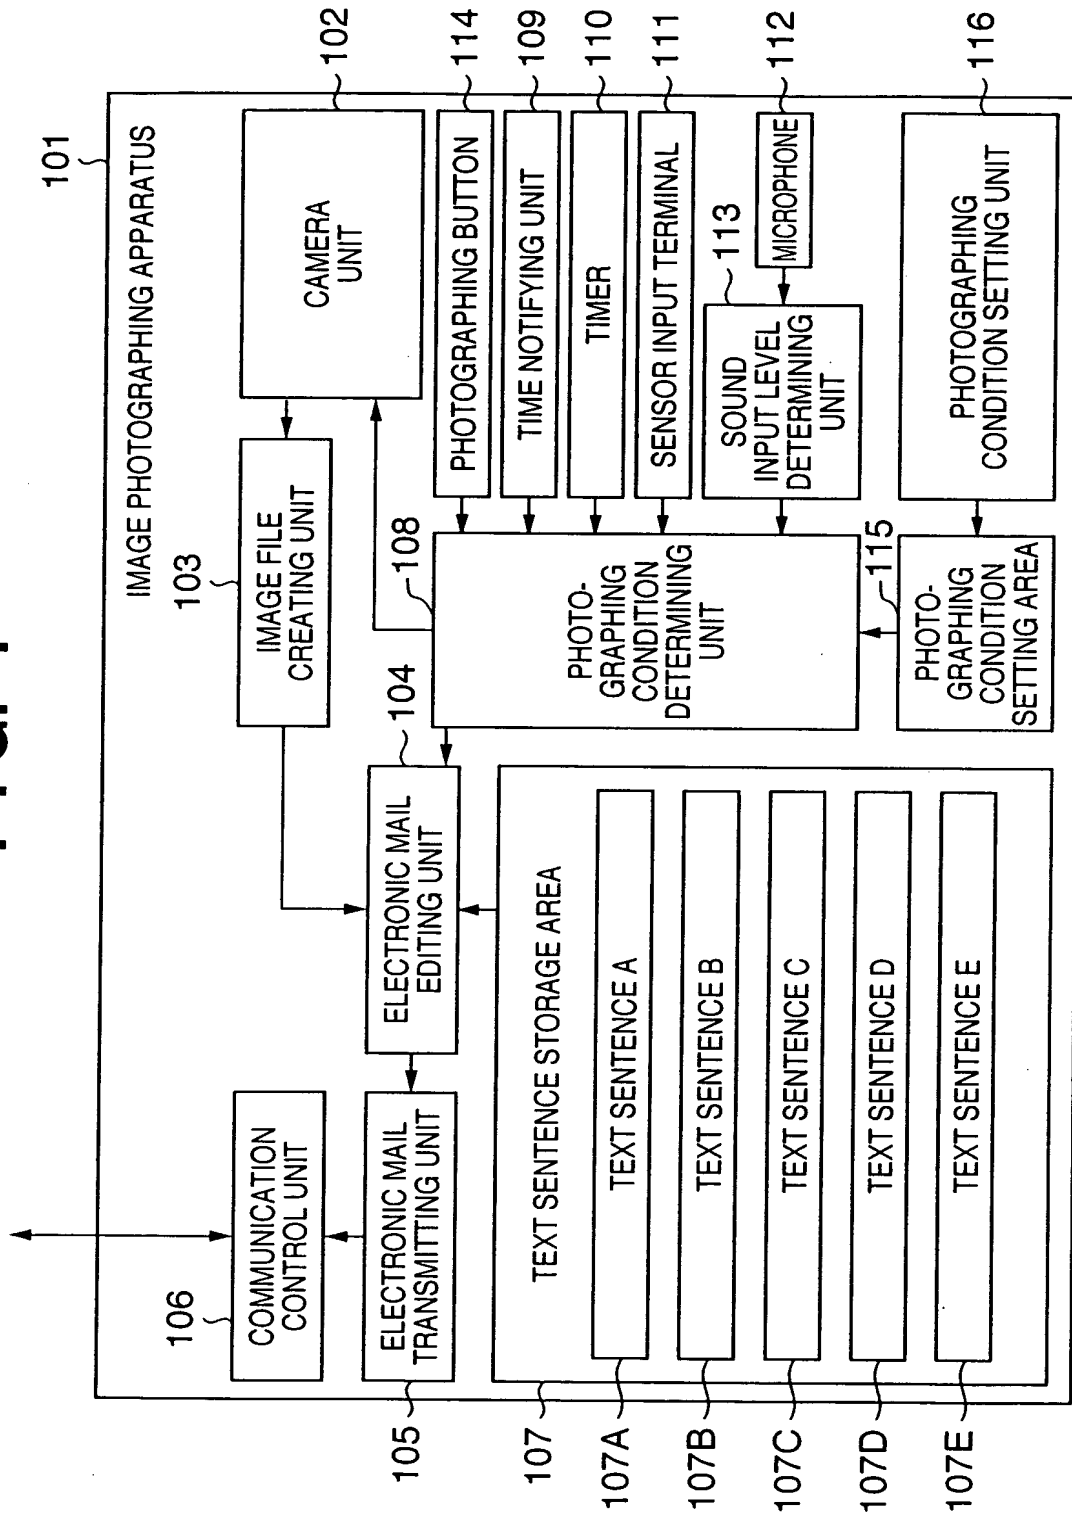 101
IMAGE PHOTOGRAPHING APPARATUS
106
103
COMMUNICATION
CONTROL UNIT
IMAGE FILE
CREATING UNIT
CAMERA
UNIT
102
104
108
105
ELECTRONIC MAIL
TRANSMITTING UNIT
ELECTRONIC MAIL
EDITING UNIT
PHOTOGRAPHING BUTTON
114
TIME NOTIFYING UNIT
109
TIMER
110
SENSOR INPUT TERMINAL
111
PHOTO-
GRAPHING
CONDITION
DETERMINING
UNIT
113
SOUND
INPUT LEVEL
DETERMINING
UNIT
MICROPHONE
112
107
TEXT SENTENCE STORAGE AREA
107A
TEXT SENTENCE A
107B
TEXT SENTENCE B
107C
TEXT SENTENCE C
107D
TEXT SENTENCE D
107E
TEXT SENTENCE E
115
PHOTO-
GRAPHING
CONDITION
SETTING AREA
PHOTOGRAPHING
CONDITION SETTING UNIT
116